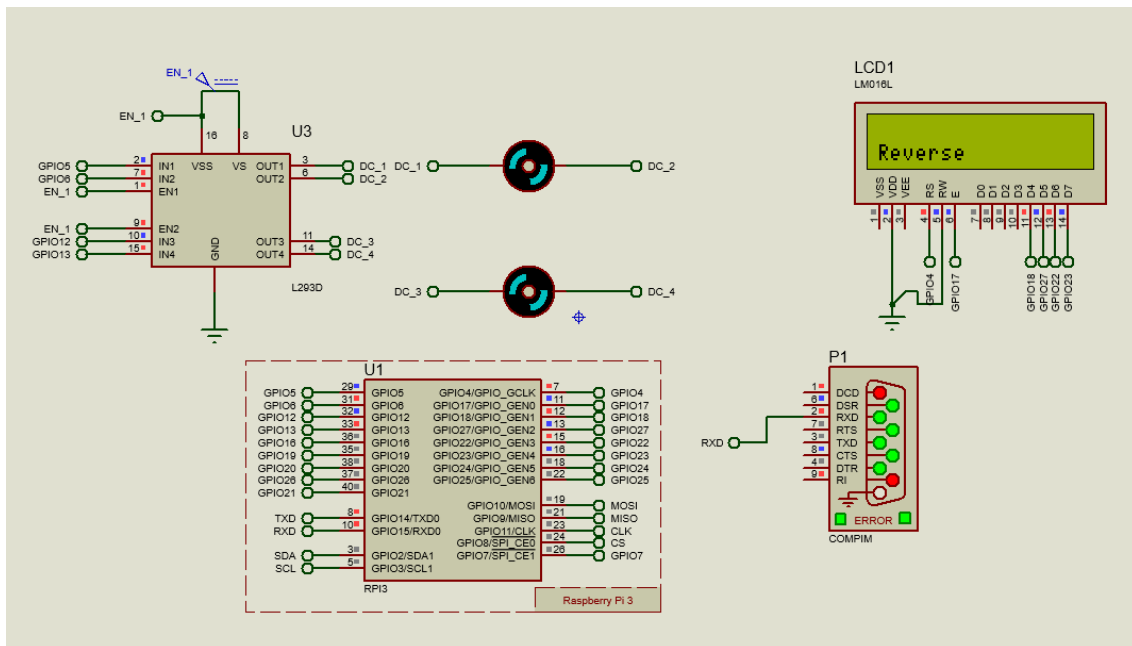 EN_1
EN_1
U3
16 8
GPIO5 2 IN1 VSS VS OUT1 3 DC_1
GPIO6 7 IN2 OUT2 6 DC_2
EN_1 1 EN1
EN_1 9 EN2
GPIO12 10 IN3 OUT3 11 DC_3
GPIO13 15 IN4 OUT4 14 DC_4
GND
L293D
DC_1 DC_2
DC_3 DC_4
LCD1
LM016L
Reverse
VSS VDD VEE RS RW E D0 D1 D2 D3 D4 D5 D6 D7
1 2 3 4 5 6 7 8 9 10 11 12 13 14
GPIO4 GPIO17 GPIO18 GPIO27 GPIO22 GPIO23
U1
GPIO5 29 GPIO5 GPIO4/GPIO_GCLK 7 GPIO4
GPIO6 31 GPIO6 GPIO17/GPIO_GEN0 11 GPIO17
GPIO12 32 GPIO12 GPIO18/GPIO_GEN1 12 GPIO18
GPIO13 33 GPIO13 GPIO27/GPIO_GEN2 13 GPIO27
GPIO16 36 GPIO16 GPIO22/GPIO_GEN3 15 GPIO22
GPIO19 35 GPIO19 GPIO23/GPIO_GEN4 16 GPIO23
GPIO20 38 GPIO20 GPIO24/GPIO_GEN5 18 GPIO24
GPIO26 37 GPIO26 GPIO25/GPIO_GEN6 22 GPIO25
GPIO21 40 GPIO21
GPIO10/MOSI 19 MOSI
TXD 8 GPIO14/TXD0 GPIO9/MISO 21 MISO
RXD 10 GPIO15/RXD0 GPIO11/CLK 23 CLK
GPIO8/SPI_CE0 24 CS
SDA 3 GPIO2/SDA1 GPIO7/SPI_CE1 26 GPIO7
SCL 5 GPIO3/SCL1
RPI3
Raspberry Pi 3
P1
1 DCD
6 DSR
2 RXD
7 RTS
RXD
3 TXD
8 CTS
4 DTR
9 RI
ERROR
COMPIM